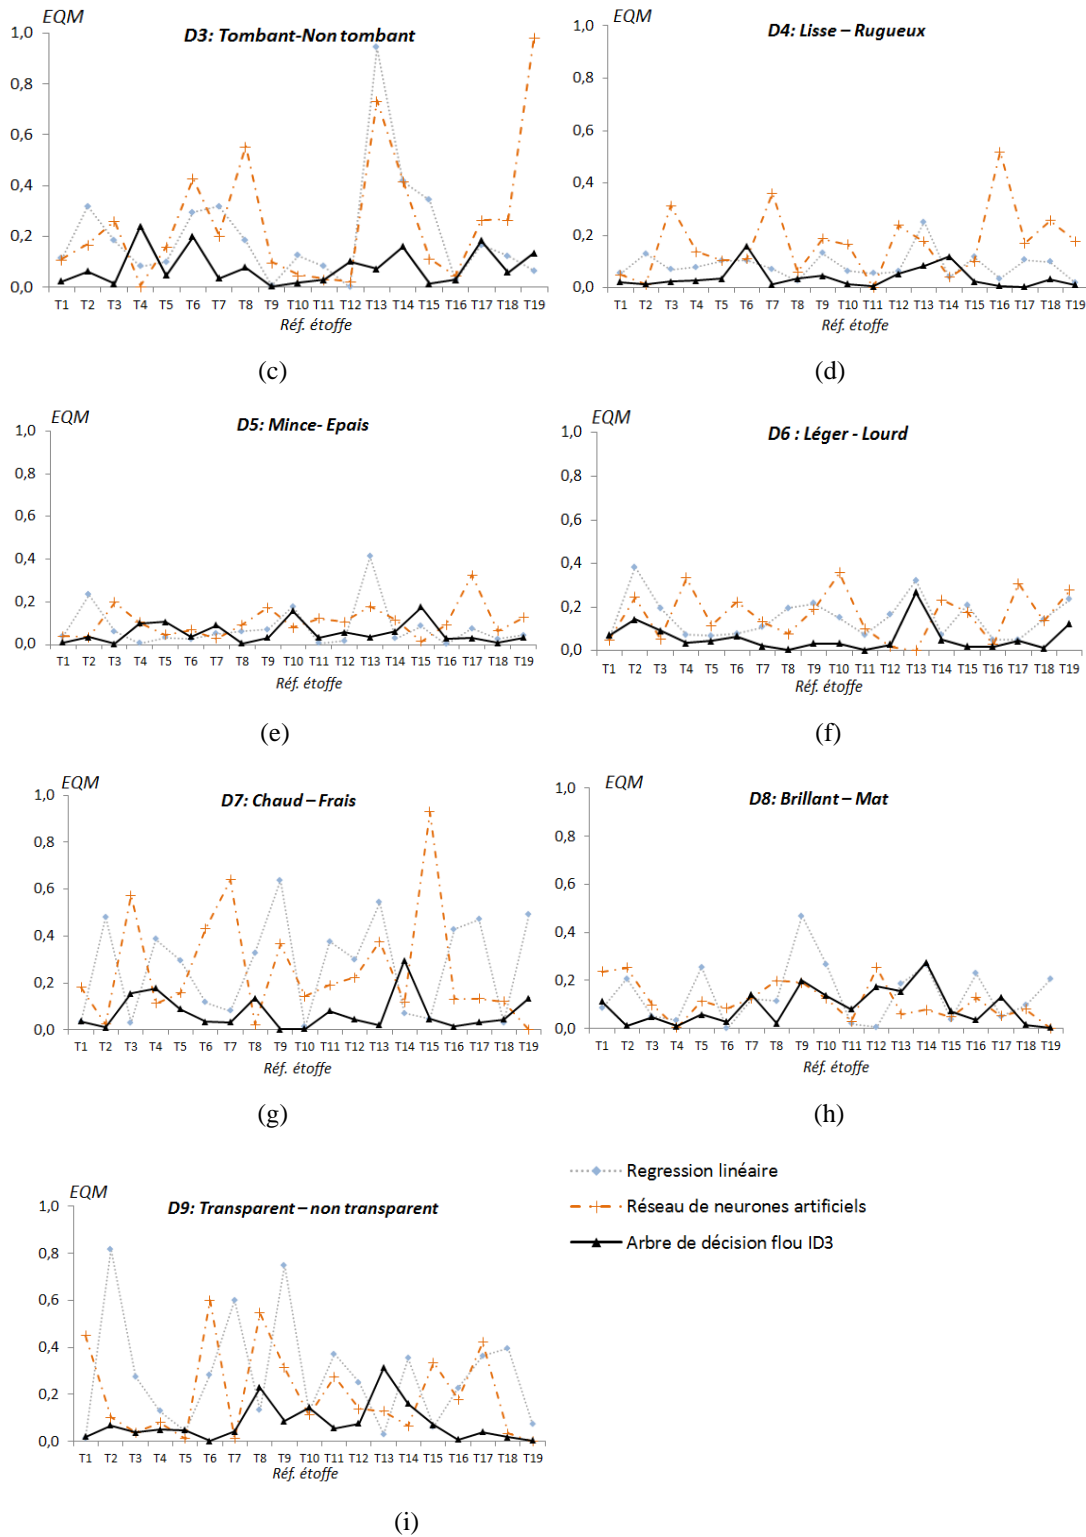 EQM
D3: Tombant-Non tombant
1,0
0,8
0,6
0,4
0,2
0,0
T1 T2 T3 T4 T5 T6 T7 T8 T9 T10 T11 T12 T13 T14 T15 T16 T17 T18 T19
Réf. étoffe
(c)
EQM
D4: Lisse – Rugueux
1,0
0,8
0,6
0,4
0,2
0,0
T1 T2 T3 T4 T5 T6 T7 T8 T9 T10 T11 T12 T13 T14 T15 T16 T17 T18 T19
Réf. étoffe
(d)
EQM
D5: Mince- Epais
1,0
0,8
0,6
0,4
0,2
0,0
T1 T2 T3 T4 T5 T6 T7 T8 T9 T10 T11 T12 T13 T14 T15 T16 T17 T18 T19
Réf. étoffe
(e)
EQM
D6 : Léger - Lourd
1,0
0,8
0,6
0,4
0,2
0,0
T1 T2 T3 T4 T5 T6 T7 T8 T9 T10 T11 T12 T13 T14 T15 T16 T17 T18 T19
Réf. étoffe
(f)
EQM
D7: Chaud – Frais
1,0
0,8
0,6
0,4
0,2
0,0
T1 T2 T3 T4 T5 T6 T7 T8 T9 T10 T11 T12 T13 T14 T15 T16 T17 T18 T19
Réf. étoffe
(g)
EQM
D8: Brillant – Mat
1,0
0,8
0,6
0,4
0,2
0,0
T1 T2 T3 T4 T5 T6 T7 T8 T9 T10 T11 T12 T13 T14 T15 T16 T17 T18 T19
Réf. étoffe
(h)
EQM
D9: Transparent – non transparent
1,0
0,8
0,6
0,4
0,2
0,0
T1 T2 T3 T4 T5 T6 T7 T8 T9 T10 T11 T12 T13 T14 T15 T16 T17 T18 T19
Réf. étoffe
(i)
Regression linéaire
Réseau de neurones artificiels
Arbre de décision flou ID3